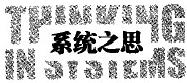 THINKING
系统之思
IN SYSTEMS